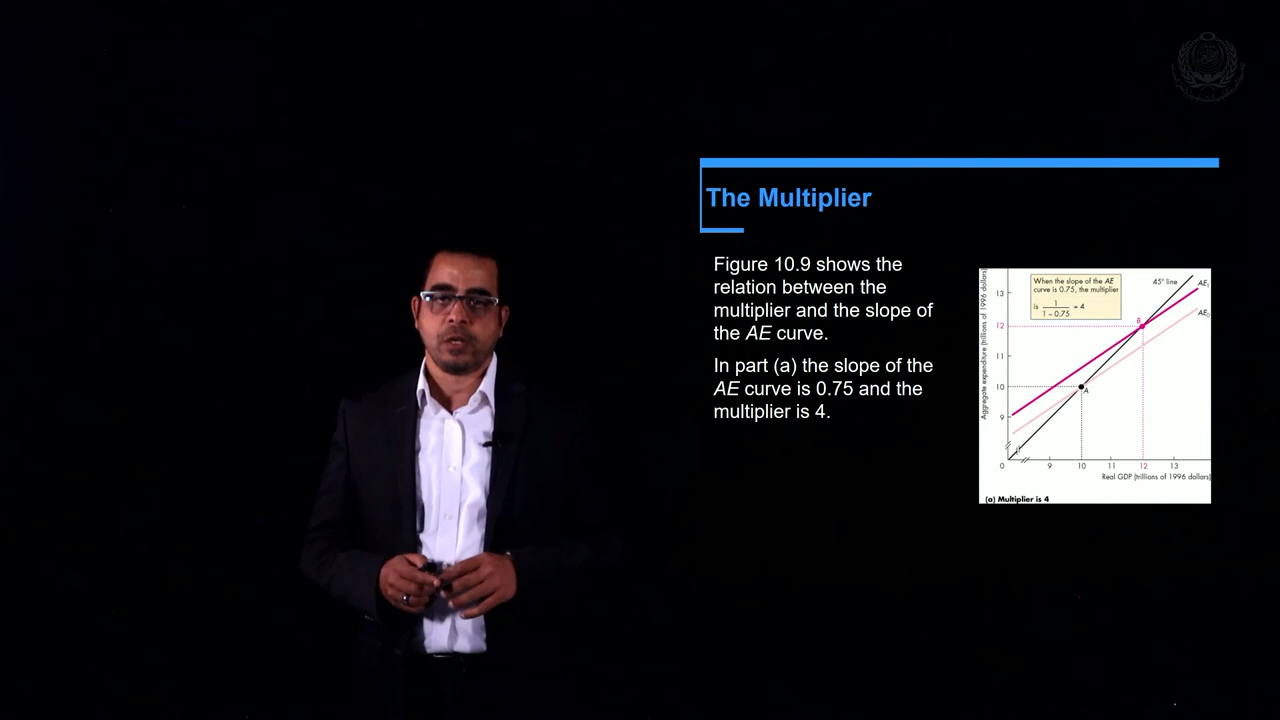 The Multiplier
Figure 10.9 shows the
relation between the
multiplier and the slope of
the AE curve.
In part (a) the slope of the
AE curve is 0.75 and the
multiplier is 4.
When the slope of the AE
curve is 0.75, the multiplier
is 1 / (1 – 0.75) = 4
45° line
AE1
AE0
Aggregate expenditure (trillions of 1996 dollars)
13
12
11
10
9
B
A
0
9
10
11
12
13
Real GDP (trillions of 1996 dollars)
(a) Multiplier is 4